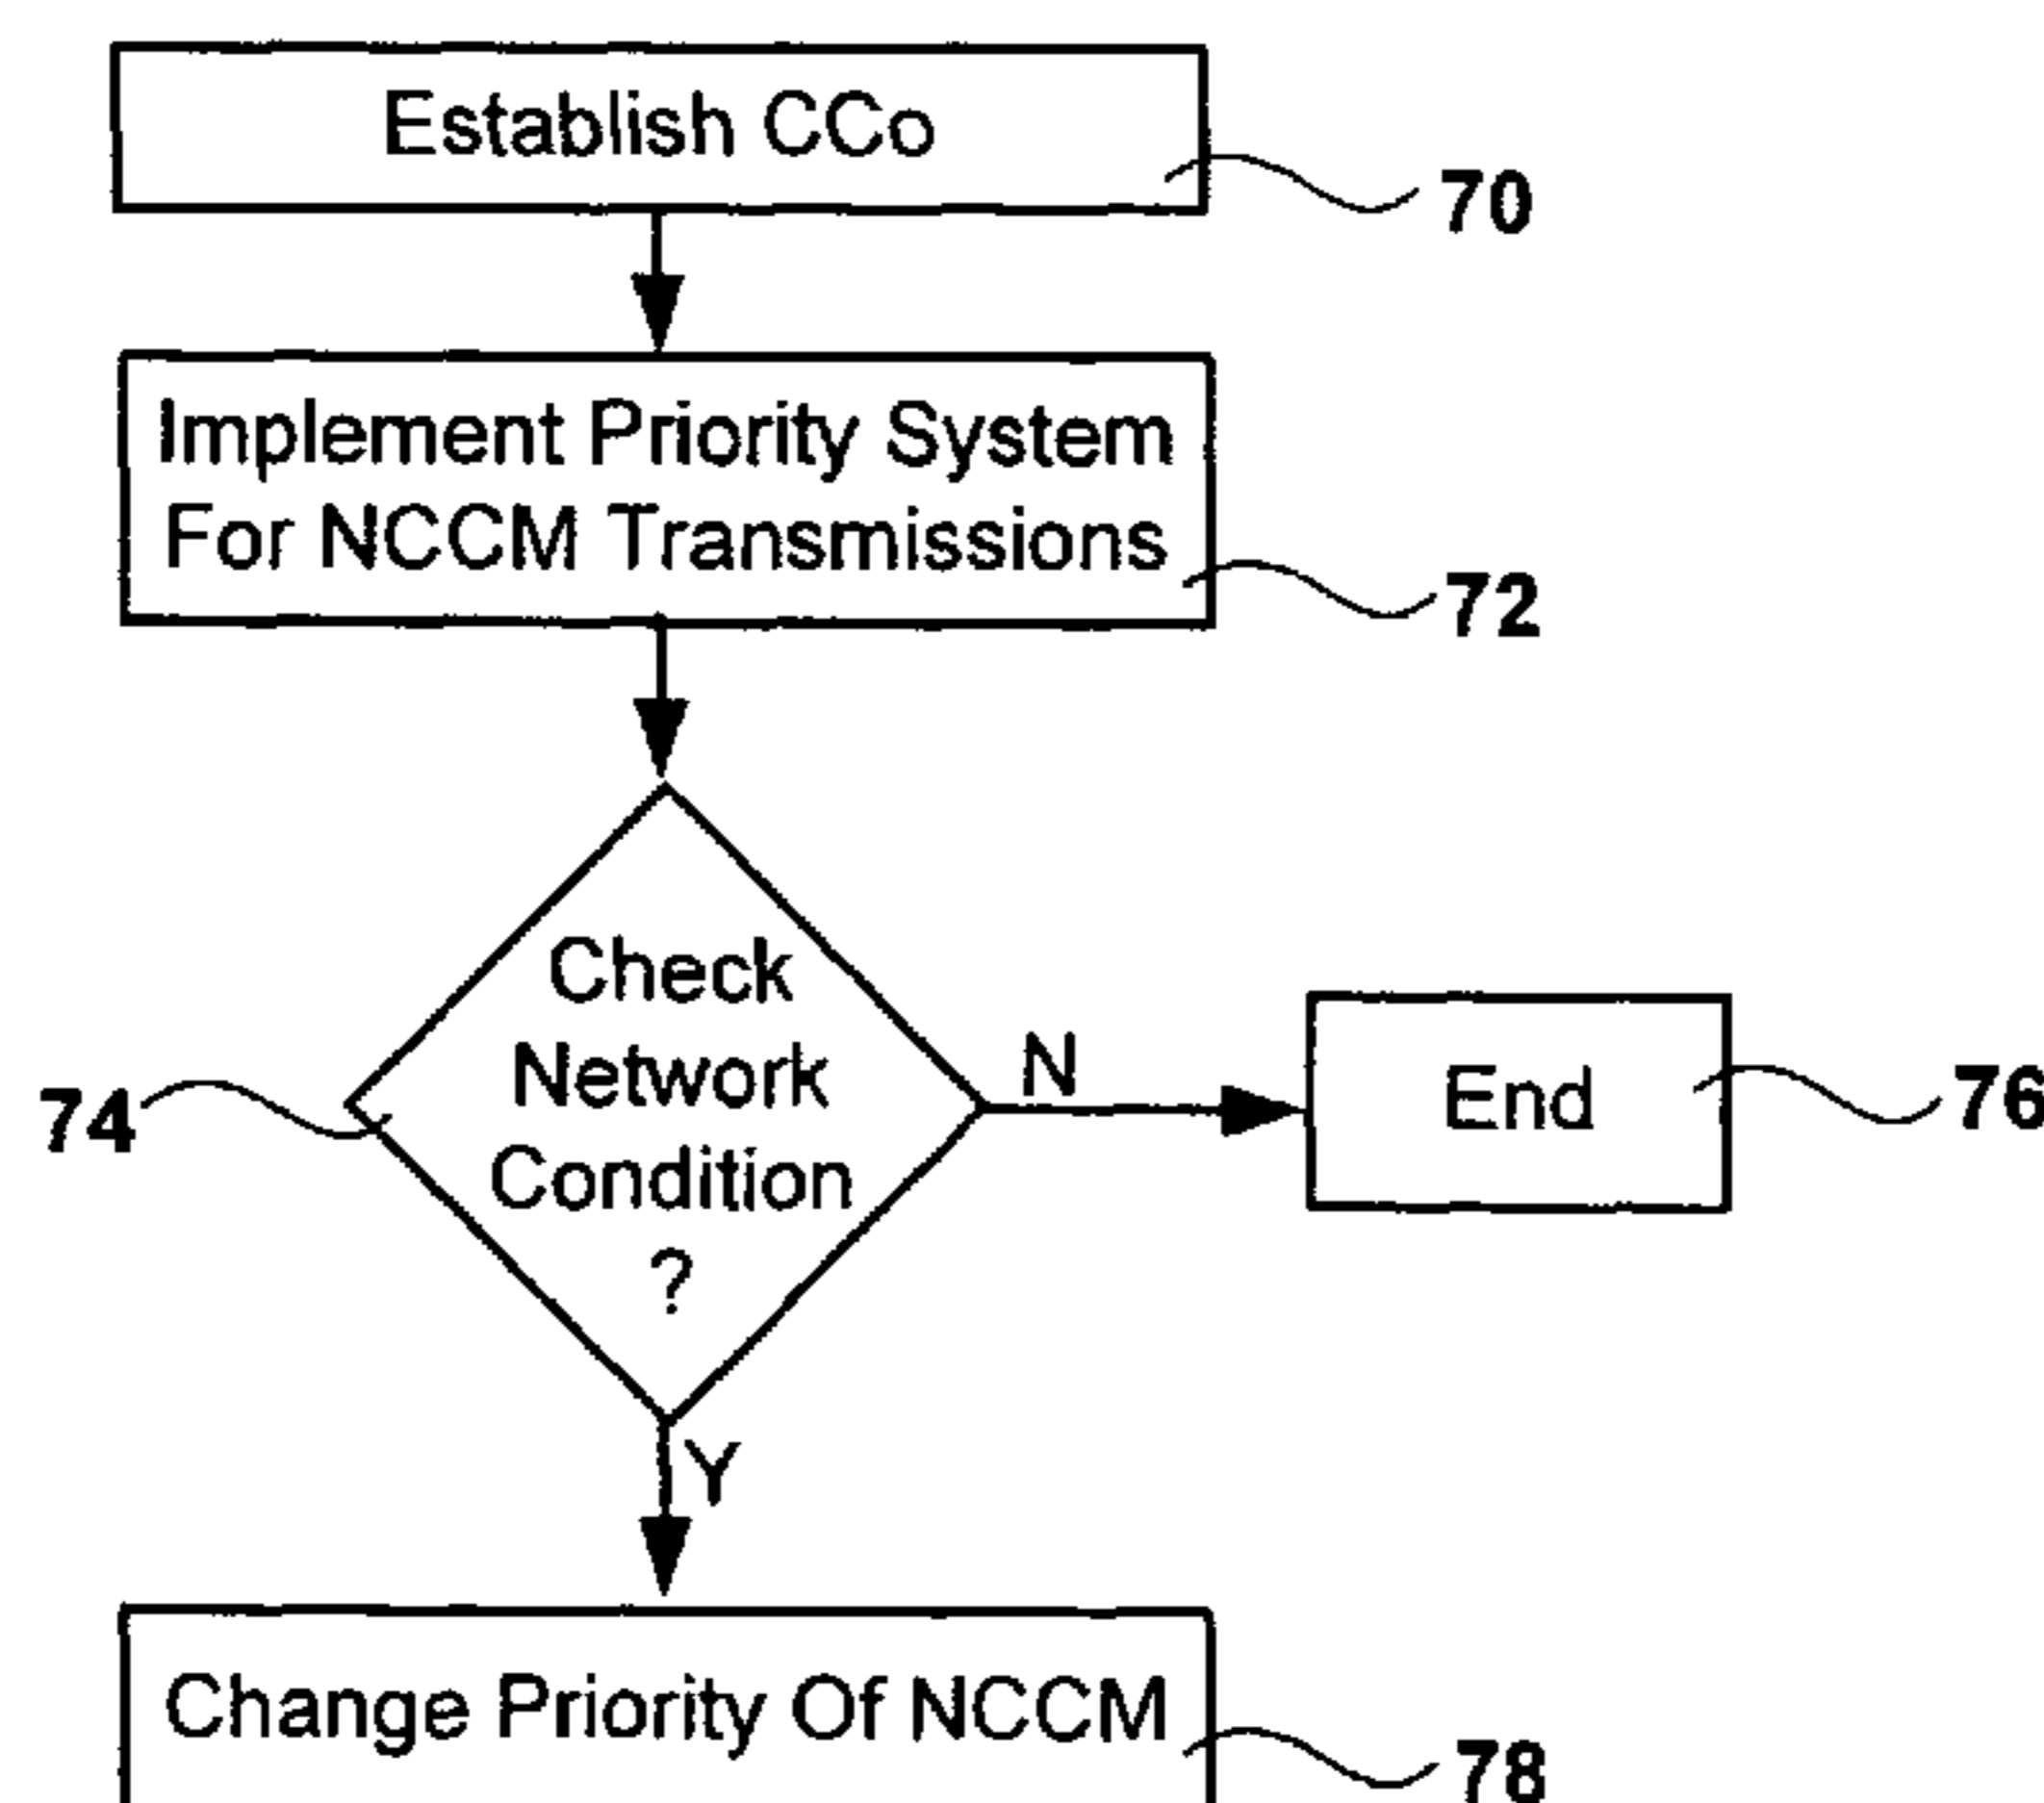 Establish CCo
70
Implement Priority System
For NCCM Transmissions
72
Check
Network
Condition
?
74
N
End
76
Y
Change Priority Of NCCM
78